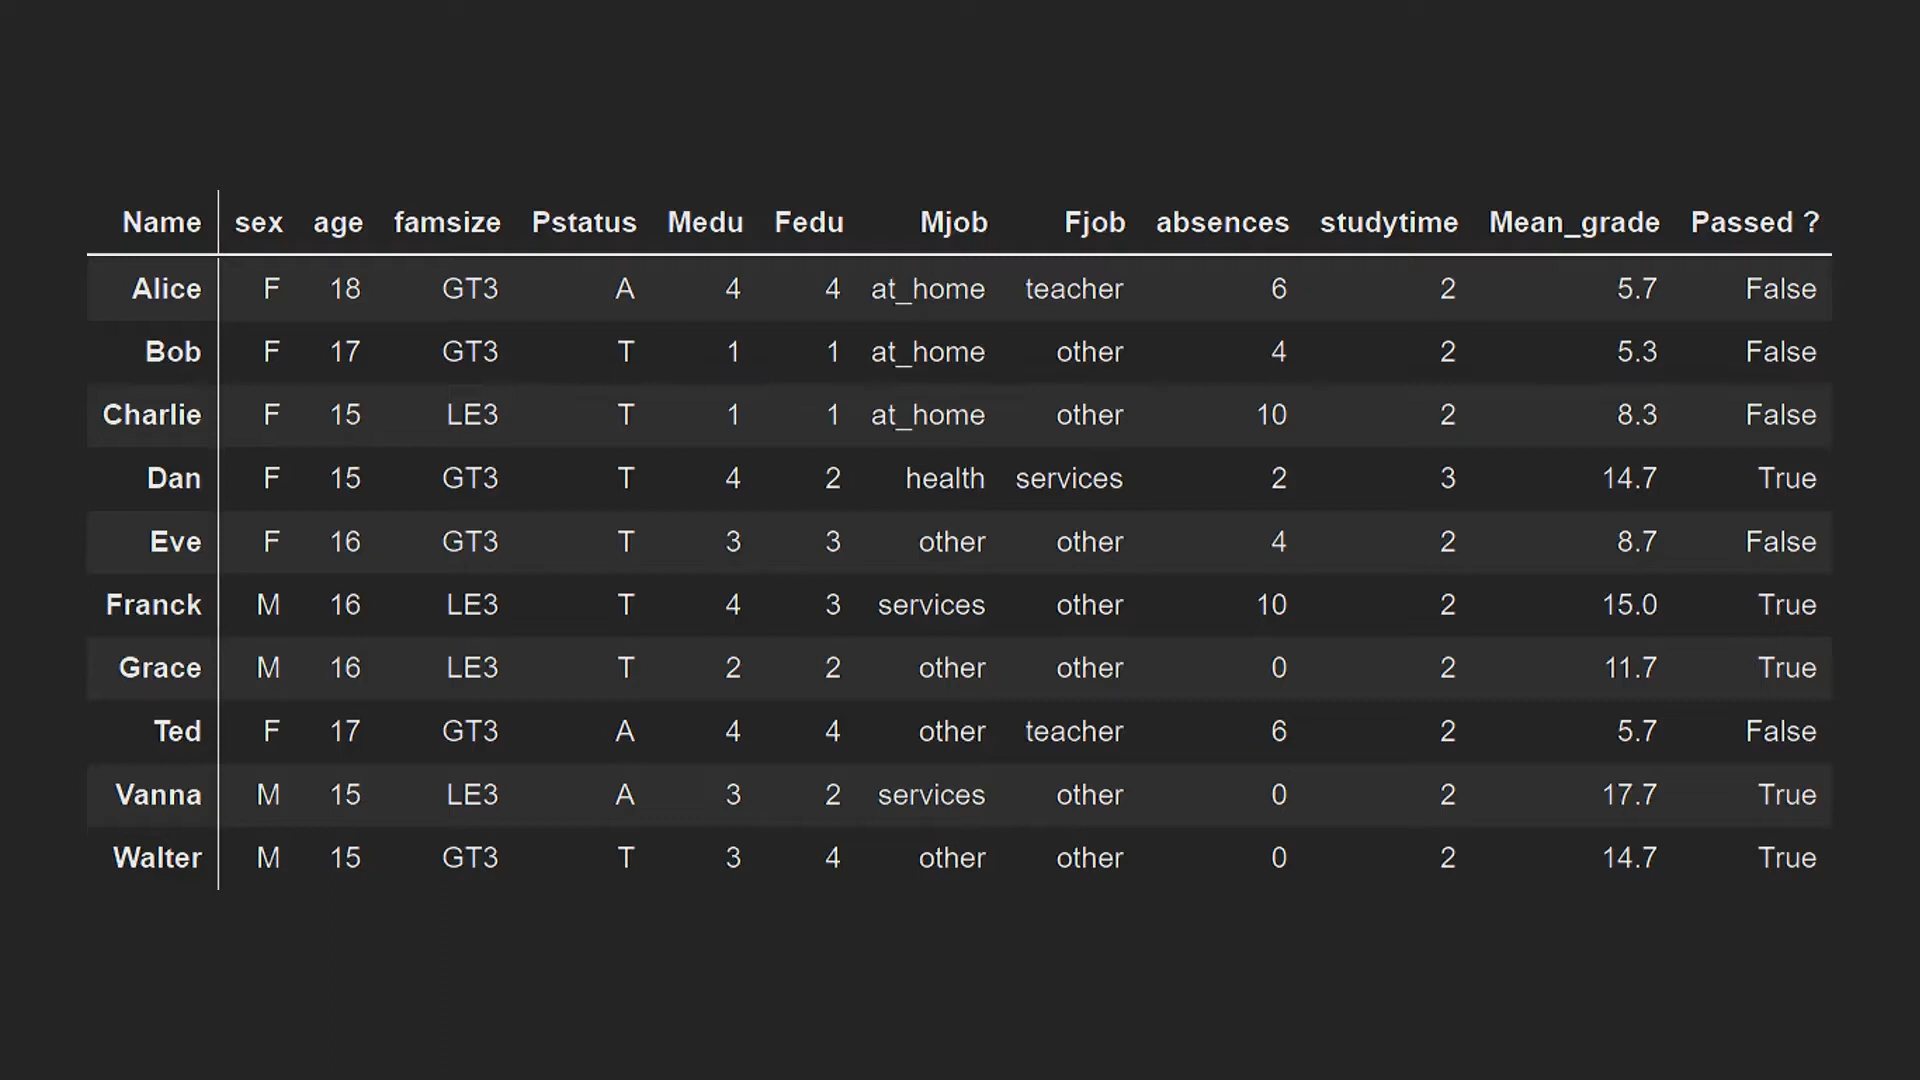 Name sex age famsize Pstatus Medu Fedu Mjob Fjob absences studytime Mean_grade Passed ?
Alice F 18 GT3 A 4 4 at_home teacher 6 2 5.7 False
Bob F 17 GT3 T 1 1 at_home other 4 2 5.3 False
Charlie F 15 LE3 T 1 1 at_home other 10 2 8.3 False
Dan F 15 GT3 T 4 2 health services 2 3 14.7 True
Eve F 16 GT3 T 3 3 other other 4 2 8.7 False
Franck M 16 LE3 T 4 3 services other 10 2 15.0 True
Grace M 16 LE3 T 2 2 other other 0 2 11.7 True
Ted F 17 GT3 A 4 4 other teacher 6 2 5.7 False
Vanna M 15 LE3 A 3 2 services other 0 2 17.7 True
Walter M 15 GT3 T 3 4 other other 0 2 14.7 True